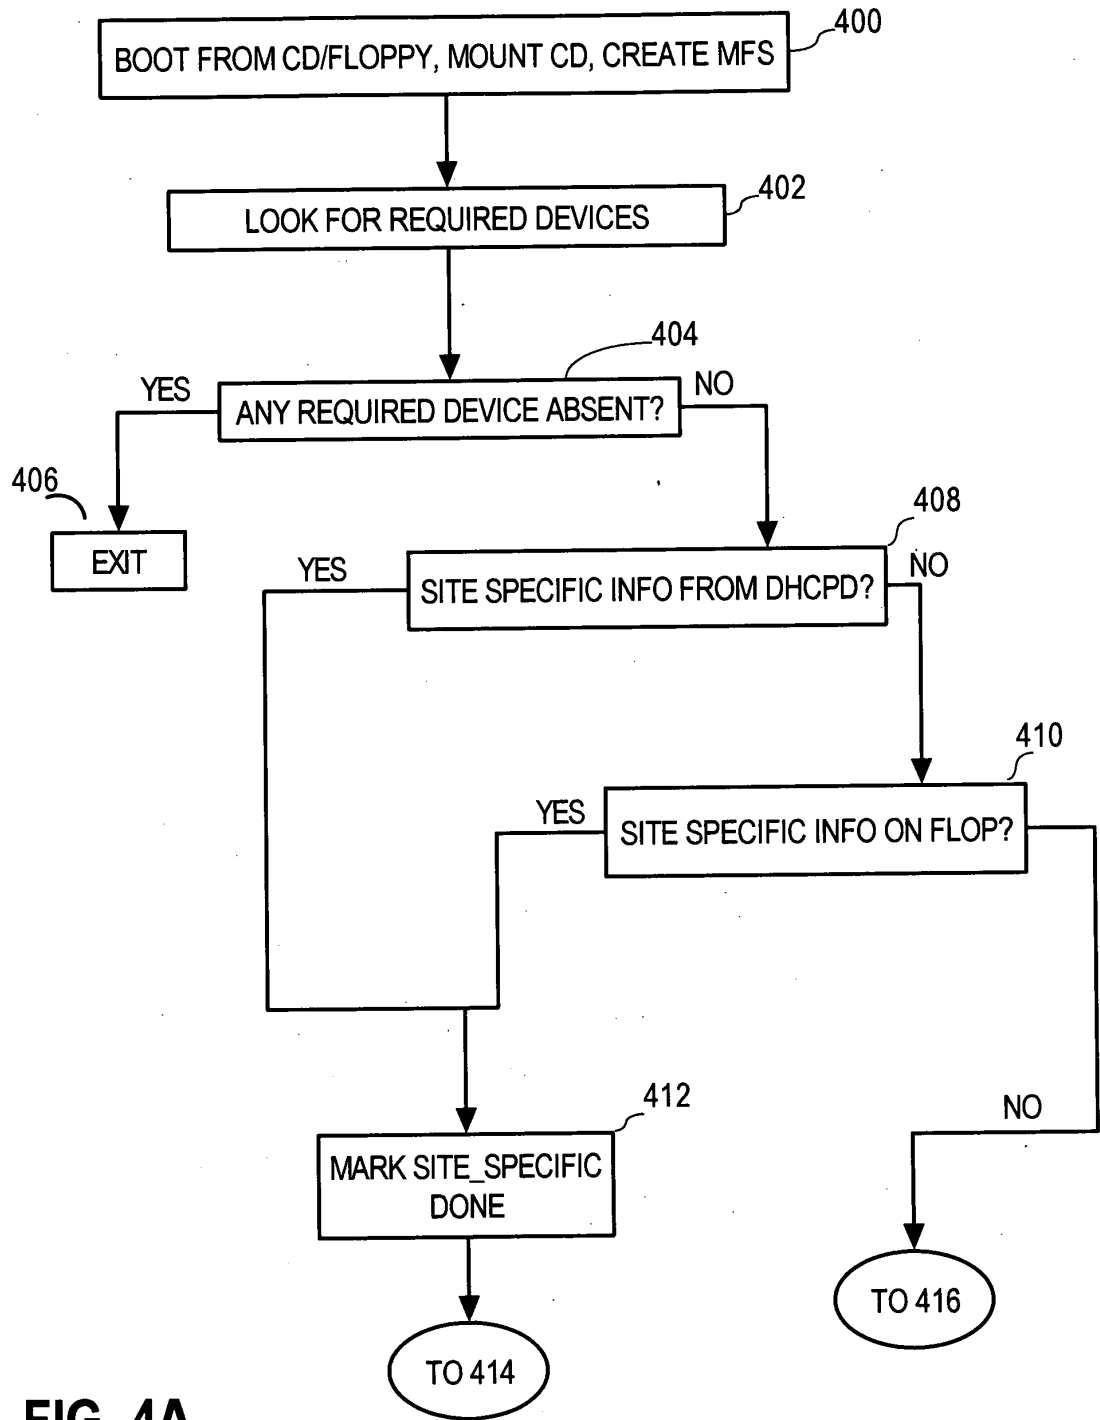 400
BOOT FROM CD/FLOPPY, MOUNT CD, CREATE MFS
402
LOOK FOR REQUIRED DEVICES
404
YES
NO
ANY REQUIRED DEVICE ABSENT?
406
EXIT
408
YES
NO
SITE SPECIFIC INFO FROM DHCPD?
410
YES
SITE SPECIFIC INFO ON FLOP?
412
NO
MARK SITE_SPECIFIC
DONE
TO 416
TO 414
FIG. 4A